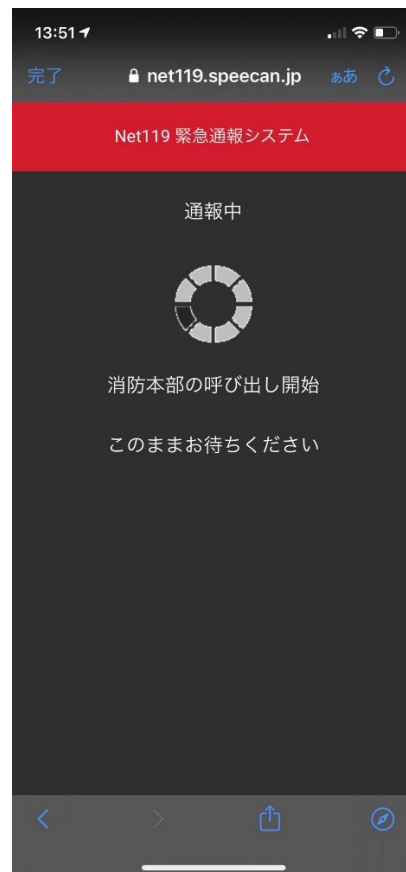 13:51
完了
net119.speecan.jp
ぁあ
Net119 緊急通報システム
通報中
消防本部の呼び出し開始
このままお待ちください